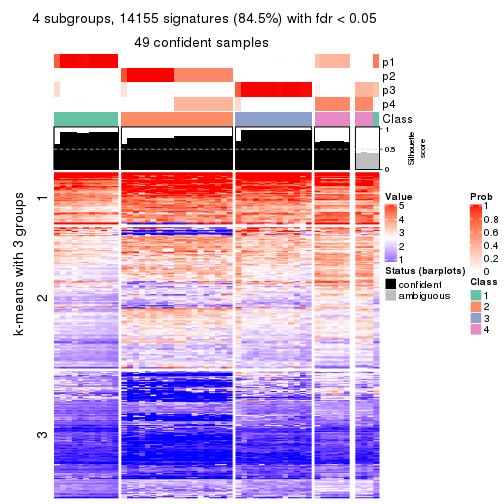 4 subgroups, 14155 signatures (84.5%) with fdr < 0.05
49 confident samples
p1
p2
p3
p4
Class
1
0.5
0
Silhouette
score
k-means with 3 groups
1
2
3
Value
5
4
3
2
1
Prob
1
0.8
0.6
0.4
0.2
0
Status (barplots)
confident
ambiguous
Class
1
2
3
4